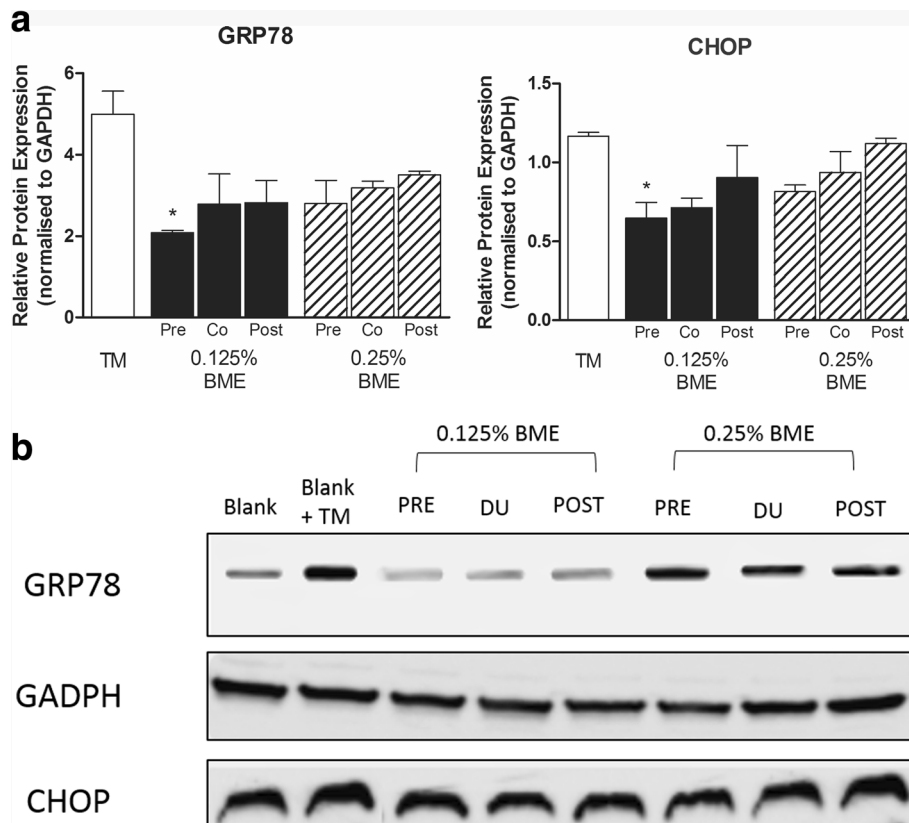 a
GRP78
Relative Protein Expression
(normalised to GAPDH)
6
4
2
0
*
Pre Co Post Pre Co Post
TM 0.125% BME 0.25% BME
CHOP
Relative Protein Expression
(normalised to GAPDH)
1.5
1.0
0.5
0.0
*
Pre Co Post Pre Co Post
TM 0.125% BME 0.25% BME
b
0.125% BME 0.25% BME
Blank Blank + TM PRE DU POST PRE DU POST
GRP78
GADPH
CHOP